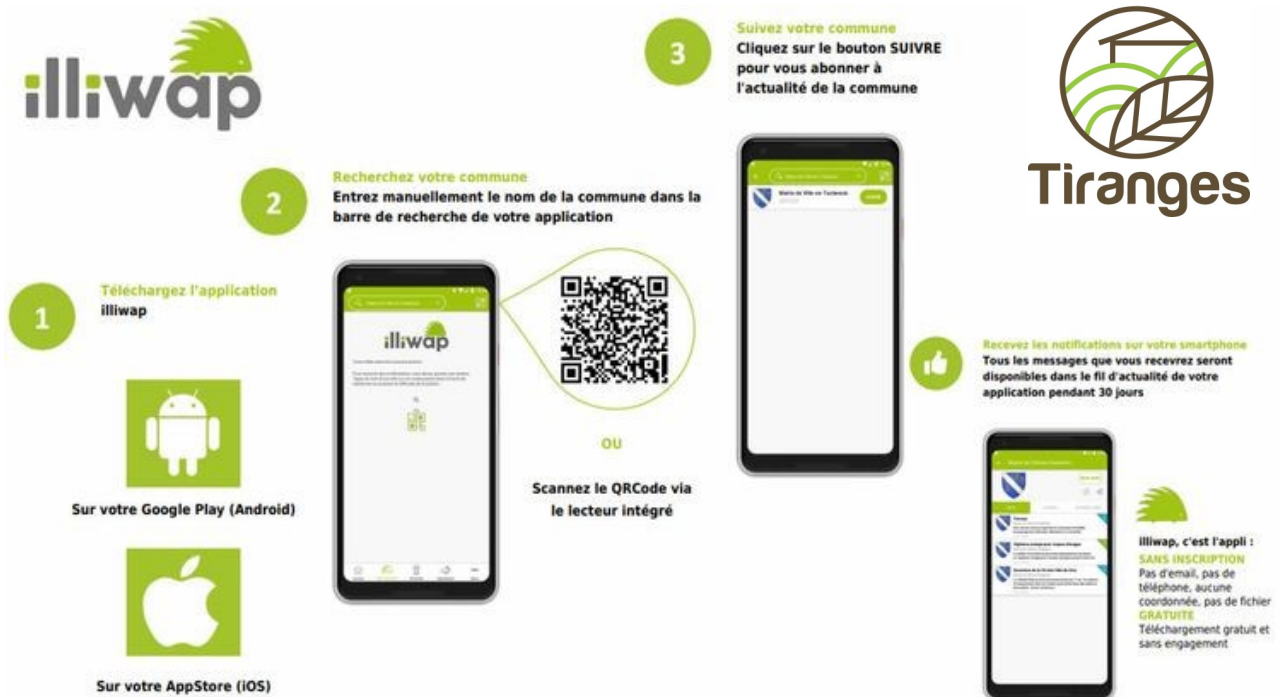 illiwap
1
Téléchargez l'application
illiwap
Sur votre Google Play (Android)
Sur votre AppStore (iOS)
2
Recherchez votre commune
Entrez manuellement le nom de la commune dans la
barre de recherche de votre application
illiwap
OU
Scannez le QRCode via
le lecteur intégré
3
Suivez votre commune
Cliquez sur le bouton SUIVRE
pour vous abonner à
l'actualité de la commune
Tiranges
Recevez les notifications sur votre smartphone
Tous les messages que vous recevrez seront
disponibles dans le fil d'actualité de votre
application pendant 30 jours
illiwap, c'est l'appli :
SANS INSCRIPTION
Pas d'email, pas de
téléphone, aucune
coordonnée, pas de fichier
GRATUITE
Téléchargement gratuit et
sans engagement